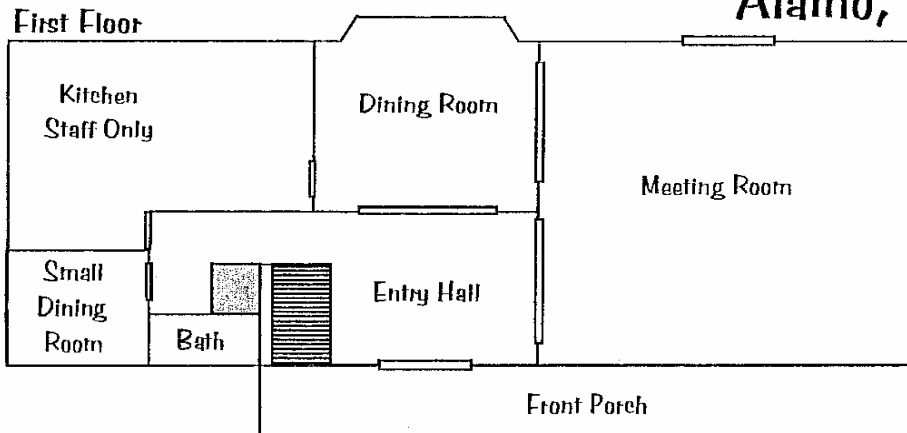 First Floor
Alamo,
Kitchen
Staff Only
Dining Room
Meeting Room
Small
Dining
Room
Bath
Entry Hall
Front Porch